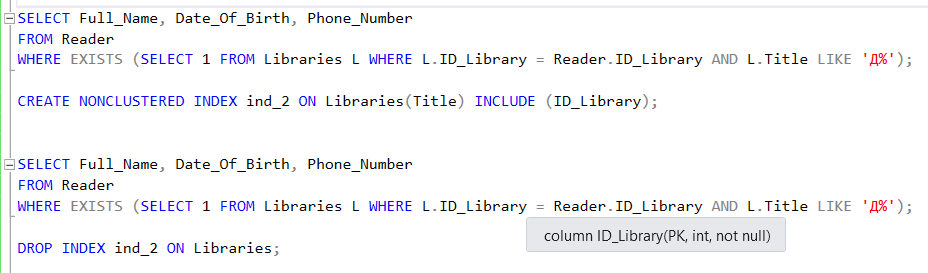 SELECT Full_Name, Date_Of_Birth, Phone_Number
FROM Reader
WHERE EXISTS (SELECT 1 FROM Libraries L WHERE L.ID_Library = Reader.ID_Library AND L.Title LIKE 'Д%');
CREATE NONCLUSTERED INDEX ind_2 ON Libraries(Title) INCLUDE (ID_Library);
SELECT Full_Name, Date_Of_Birth, Phone_Number
FROM Reader
WHERE EXISTS (SELECT 1 FROM Libraries L WHERE L.ID_Library = Reader.ID_Library AND L.Title LIKE 'Д%');
column ID_Library(PK, int, not null)
DROP INDEX ind_2 ON Libraries;